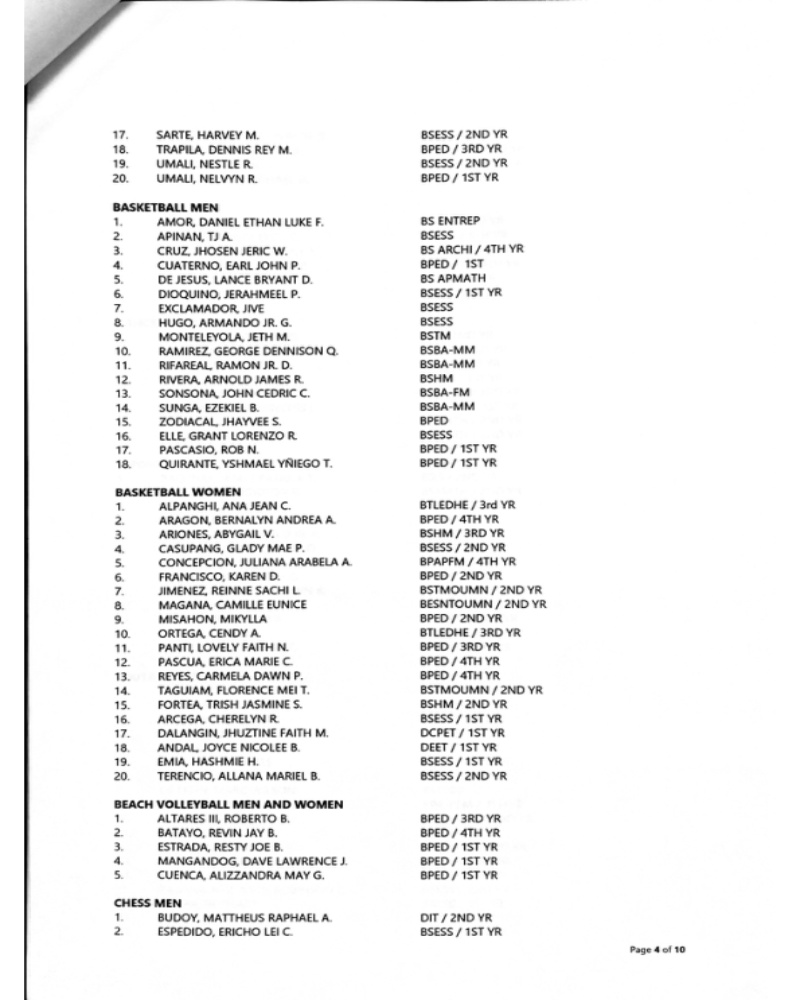 17. SARTE, HARVEY M. BSESS / 2ND YR
18. TRAPILA, DENNIS REY M. BPED / 3RD YR
19. UMALI, NESTLE R. BSESS / 2ND YR
20. UMALI, NELVYN R. BPED / 1ST YR
BASKETBALL MEN
1. AMOR, DANIEL ETHAN LUKE F. BS ENTREP
2. APINAN, TJ A. BSESS
3. CRUZ, JHOSEN JERIC W. BS ARCHI / 4TH YR
4. CUATERNO, EARL JOHN P. BPED / 1ST
5. DE JESUS, LANCE BRYANT D. BS APMATH
6. DIOQUINO, JERAHMEEL P. BSESS / 1ST YR
7. EXCLAMADOR, JIVE BSESS
8. HUGO, ARMANDO JR. G. BSESS
9. MONTELEYOLA, JETH M. BSTM
10. RAMIREZ, GEORGE DENNISON Q. BSBA-MM
11. RIFAREAL, RAMON JR. D. BSBA-MM
12. RIVERA, ARNOLD JAMES R. BSHM
13. SONSONA, JOHN CEDRIC C. BSBA-FM
14. SUNGA, EZEKIEL B. BSBA-MM
15. ZODIACAL, JHAYVEE S. BPED
16. ELLE, GRANT LORENZO R. BSESS
17. PASCASIO, ROB N. BPED / 1ST YR
18. QUIRANTE, YSHMAEL YÑIEGO T. BPED / 1ST YR
BASKETBALL WOMEN
1. ALPANGHI, ANA JEAN C. BTLEDHE / 3rd YR
2. ARAGON, BERNALYN ANDREA A. BPED / 4TH YR
3. ARIONES, ABYGAIL V. BSHM / 3RD YR
4. CASUPANG, GLADY MAE P. BSESS / 2ND YR
5. CONCEPCION, JULIANA ARABELA A. BPAPFM / 4TH YR
6. FRANCISCO, KAREN D. BPED / 2ND YR
7. JIMENEZ, REINNE SACHI L. BSTMOUMN / 2ND YR
8. MAGANA, CAMILLE EUNICE BESNTOUMN / 2ND YR
9. MISAHON, MIKYLLA BPED / 2ND YR
10. ORTEGA, CENDY A. BTLEDHE / 3RD YR
11. PANTI, LOVELY FAITH N. BPED / 3RD YR
12. PASCUA, ERICA MARIE C. BPED / 4TH YR
13. REYES, CARMELA DAWN P. BPED / 4TH YR
14. TAGUIAM, FLORENCE MEI T. BSTMOUMN / 2ND YR
15. FORTEA, TRISH JASMINE S. BSHM / 2ND YR
16. ARCEGA, CHERELYN R. BSESS / 1ST YR
17. DALANGIN, JHUZTINE FAITH M. DCPET / 1ST YR
18. ANDAL, JOYCE NICOLEE B. DEET / 1ST YR
19. EMIA, HASHMIE H. BSESS / 1ST YR
20. TERENCIO, ALLANA MARIEL B. BSESS / 2ND YR
BEACH VOLLEYBALL MEN AND WOMEN
1. ALTARES III, ROBERTO B. BPED / 3RD YR
2. BATAYO, REVIN JAY B. BPED / 4TH YR
3. ESTRADA, RESTY JOE B. BPED / 1ST YR
4. MANGANDOG, DAVE LAWRENCE J. BPED / 1ST YR
5. CUENCA, ALIZZANDRA MAY G. BPED / 1ST YR
CHESS MEN
1. BUDOY, MATTHEUS RAPHAEL A. DIT / 2ND YR
2. ESPEDIDO, ERICHO LEI C. BSESS / 1ST YR
Page 4 of 10